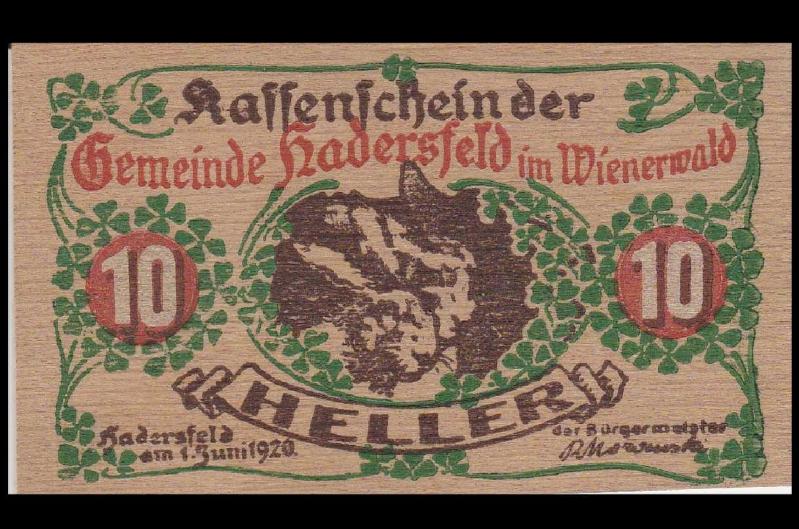 Kassenschein der
Gemeinde Hadersfeld im Wienerwald
10
10
HELLER
Hadersfeld
am 1. Juni 1920.
der Bürgermeister